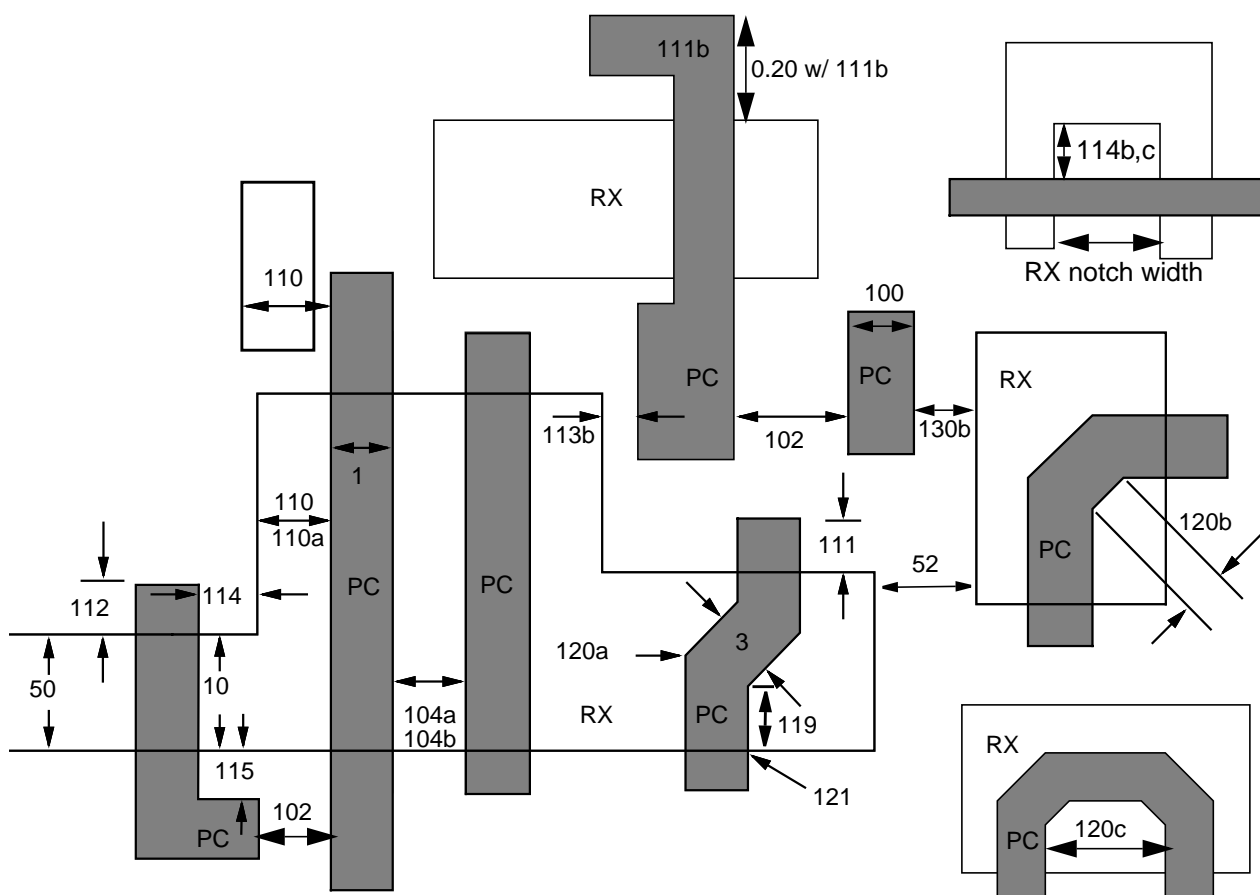 111b
0.20 w/ 111b
114b,c
RX
RX notch width
110
100
RX
PC
PC
113b
102
130b
1
110
110a
111
120b
PC
52
112
114
PC
PC
120a
3
50
10
104a
104b
RX
PC
119
RX
115
121
102
PC
120c
PC